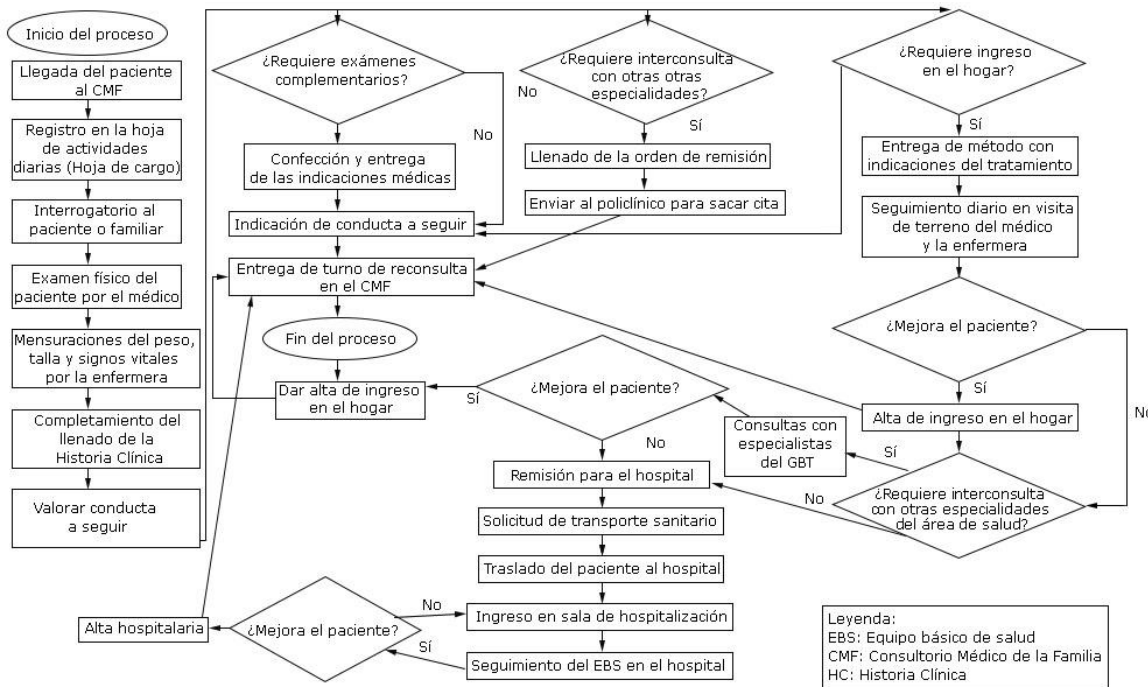 Inicio del proceso
Llegada del paciente
al CMF
Registro en la hoja
de actividades
diarias (Hoja de cargo)
Interrogatorio al
paciente o familiar
Examen físico del
paciente por el médico
Mensuraciones del peso,
talla y signos vitales
por la enfermera
Completamiento del
llenado de la
Historia Clínica
Valorar conducta
a seguir
¿Requiere exámenes
complementarios?
No
Confección y entrega
de las indicaciones médicas
Indicación de conducta a seguir
Entrega de turno de reconsulta
en el CMF
Fin del proceso
Dar alta de ingreso
en el hogar
¿Requiere interconsulta
con otras otras
especialidades?
No
Sí
Llenado de la orden de remisión
Enviar al policlínico para sacar cita
¿Requiere ingreso
en el hogar?
Sí
Entrega de método con
indicaciones del tratamiento
Seguimiento diario en visita
de terreno del médico
y la enfermera
¿Mejora el paciente?
Sí
No
Alta de ingreso en el hogar
¿Requiere interconsulta
con otras especialidades
del área de salud?
Sí
No
Consultas con
especialistas
del GBT
¿Mejora el paciente?
Sí
No
Remisión para el hospital
Solicitud de transporte sanitario
Traslado del paciente al hospital
Ingreso en sala de hospitalización
Seguimiento del EBS en el hospital
¿Mejora el paciente?
No
Sí
Alta hospitalaria
Leyenda:
EBS: Equipo básico de salud
CMF: Consultorio Médico de la Familia
HC: Historia Clínica